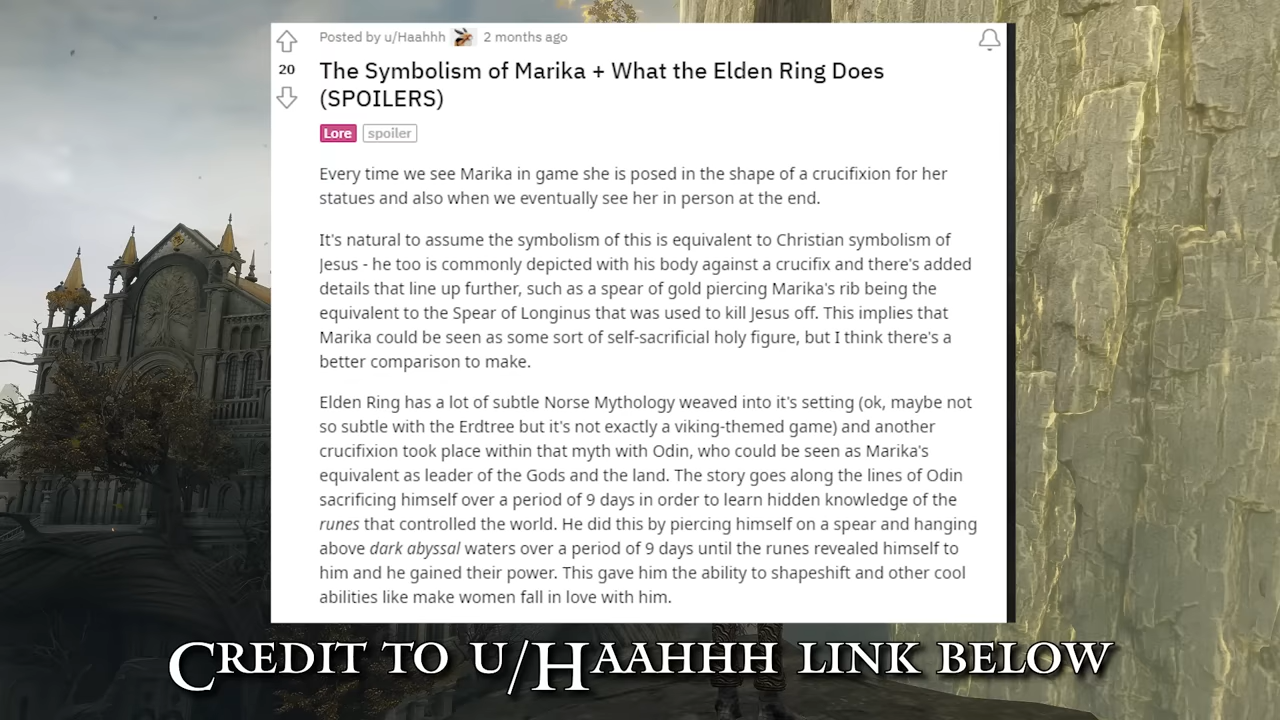 Posted by u/Haahhh 2 months ago
20
The Symbolism of Marika + What the Elden Ring Does
(SPOILERS)
Lore spoiler
Every time we see Marika in game she is posed in the shape of a crucifixion for her
statues and also when we eventually see her in person at the end.
It's natural to assume the symbolism of this is equivalent to Christian symbolism of
Jesus - he too is commonly depicted with his body against a crucifix and there's added
details that line up further, such as a spear of gold piercing Marika's rib being the
equivalent to the Spear of Longinus that was used to kill Jesus off. This implies that
Marika could be seen as some sort of self-sacrificial holy figure, but I think there's a
better comparison to make.
Elden Ring has a lot of subtle Norse Mythology weaved into it's setting (ok, maybe not
so subtle with the Erdtree but it's not exactly a viking-themed game) and another
crucifixion took place within that myth with Odin, who could be seen as Marika's
equivalent as leader of the Gods and the land. The story goes along the lines of Odin
sacrificing himself over a period of 9 days in order to learn hidden knowledge of the
runes that controlled the world. He did this by piercing himself on a spear and hanging
above dark abyssal waters over a period of 9 days until the runes revealed himself to
him and he gained their power. This gave him the ability to shapeshift and other cool
abilities like make women fall in love with him.
Credit to u/Haahhh link below